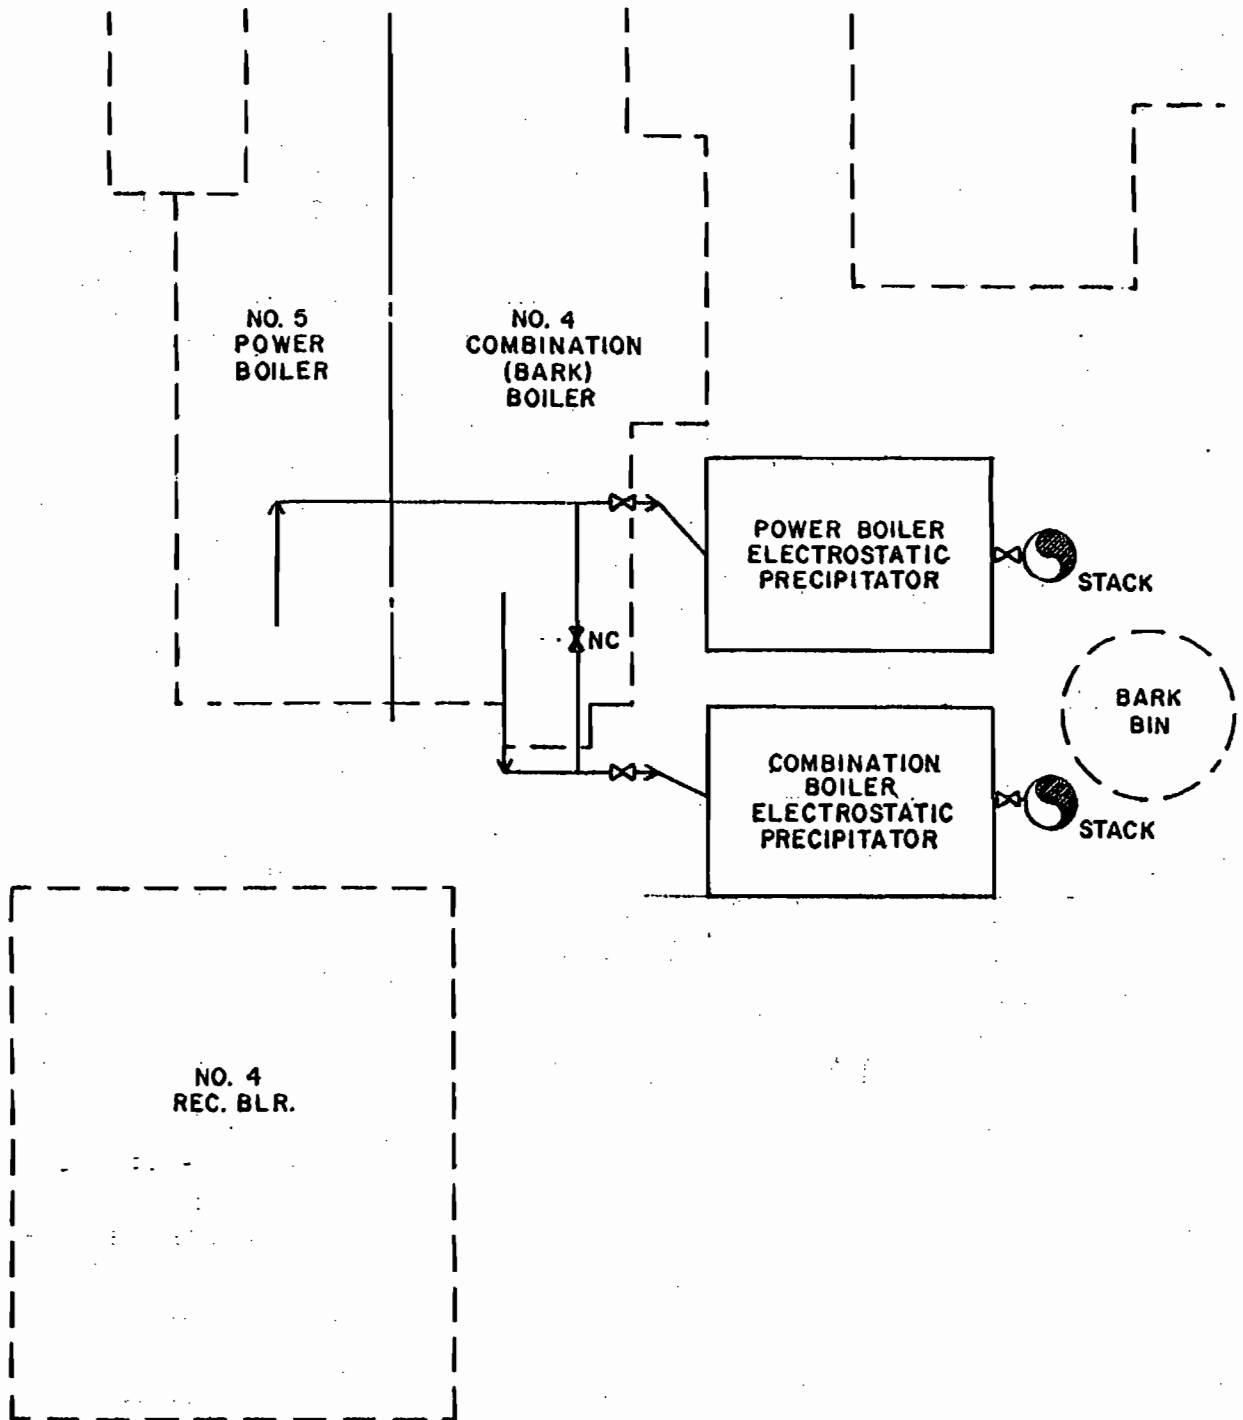 NO. 5
POWER
BOILER
NO. 4
COMBINATION
(BARK)
BOILER
POWER BOILER
ELECTROSTATIC
PRECIPITATOR
STACK
NC
BARK
BIN
COMBINATION
BOILER
ELECTROSTATIC
PRECIPITATOR
STACK
NO. 4
REC. BLR.